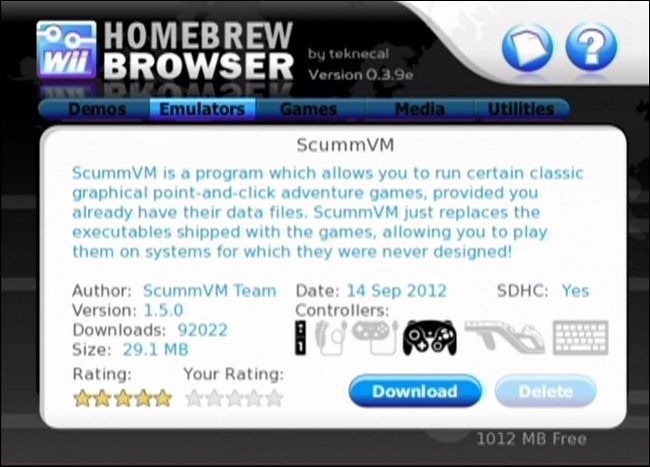 Wii HOMEBREW
BROWSER
by teknecal
Version 0.3.9e
Demos Emulators Games Media Utilities
ScummVM
ScummVM is a program which allows you to run certain classic
graphical point-and-click adventure games, provided you
already have their data files. ScummVM just replaces the
executables shipped with the games, allowing you to play
them on systems for which they were never designed!
Author: ScummVM Team Date: 14 Sep 2012 SDHC: Yes
Version: 1.5.0 Controllers:
Downloads: 92022
1
Size: 29.1 MB
Rating: Your Rating:
Download Delete
1012 MB Free